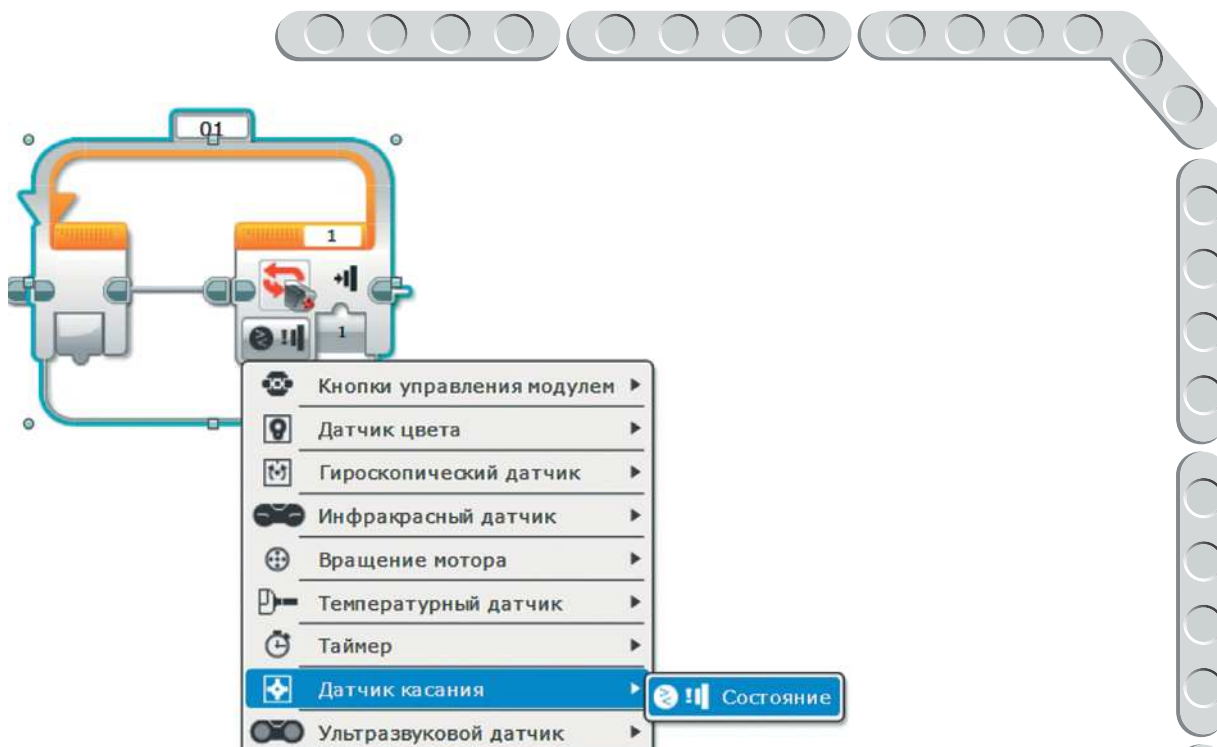 01
1
1
Кнопки управления модулем
Датчик цвета
Гироскопический датчик
Инфракрасный датчик
Вращение мотора
Температурный датчик
Таймер
Датчик касания
Состояние
Ультразвуковой датчик